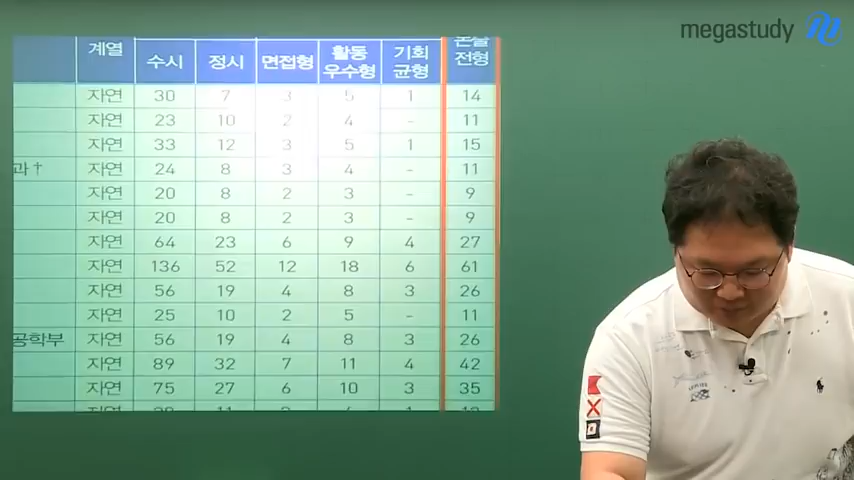 megastudy
계열 수시 정시 면접형 활동우수형 기회균형 논술전형
자연 30 7 3 5 1 14
자연 23 10 2 4 - 11
자연 33 12 3 5 1 15
과† 자연 24 8 3 4 - 11
자연 20 8 2 3 - 9
자연 20 8 2 3 - 9
자연 64 23 6 9 4 27
자연 136 52 12 18 6 61
자연 56 19 4 8 3 26
자연 25 10 2 5 - 11
공학부 자연 56 19 4 8 3 26
자연 89 32 7 11 4 42
자연 75 27 6 10 3 35
자연 11